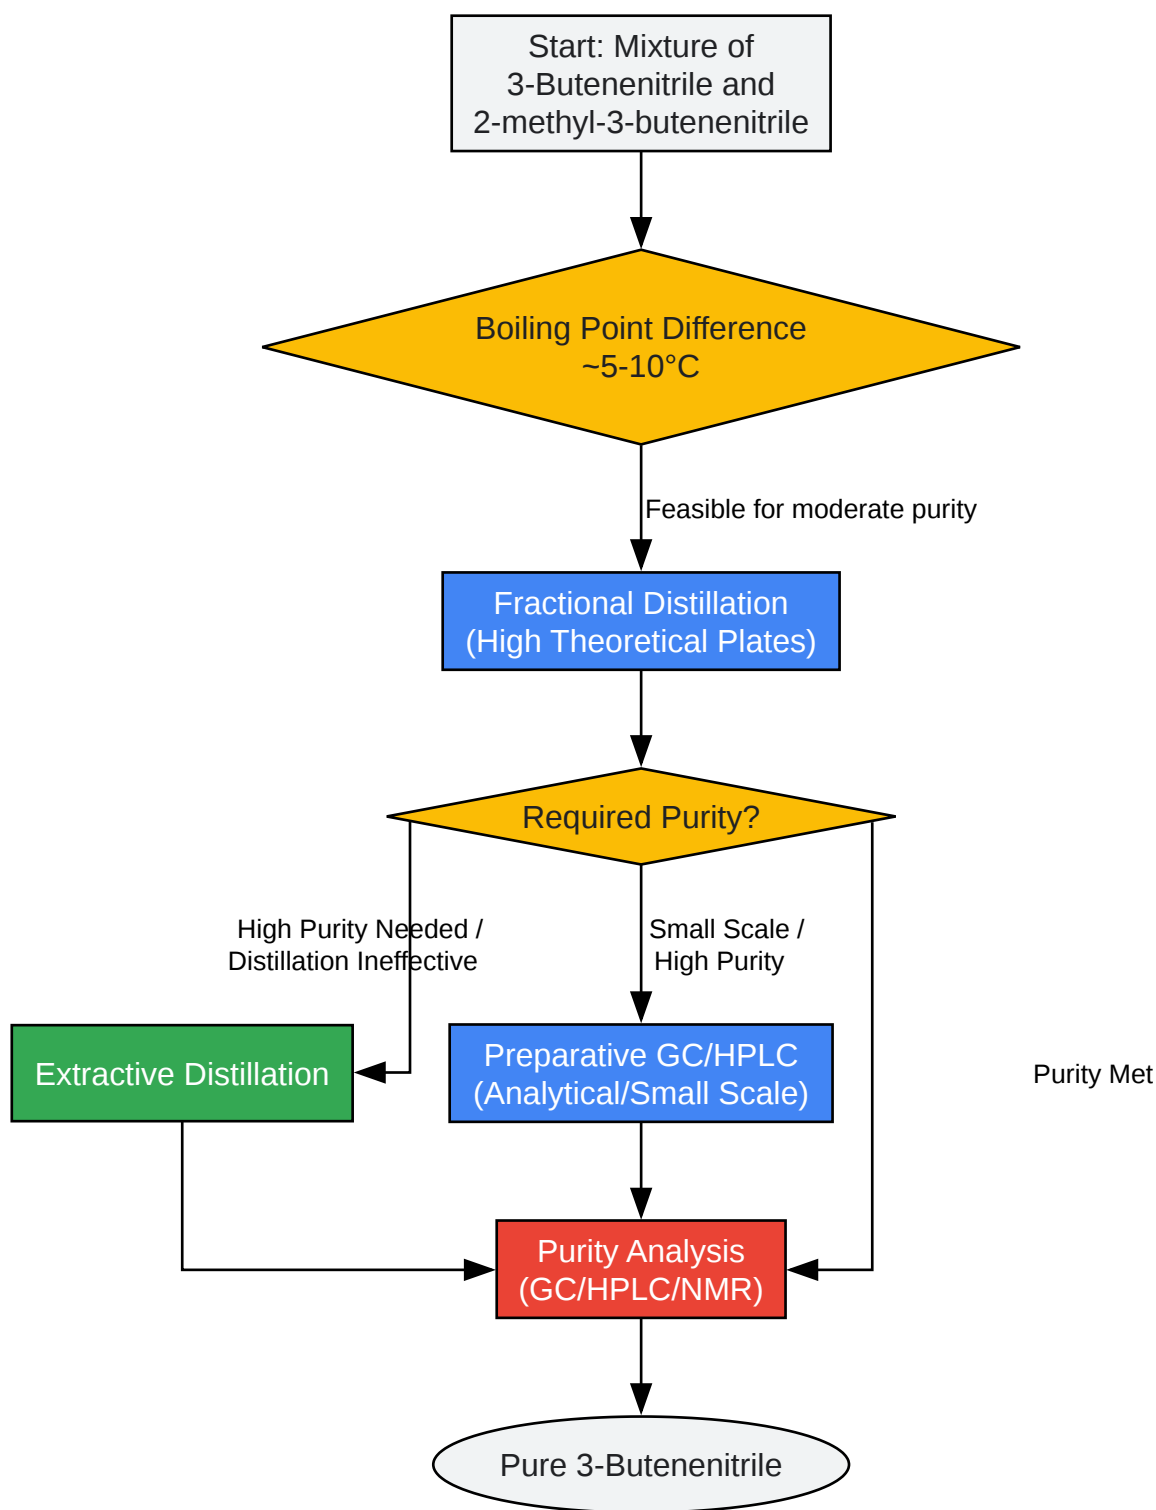 Start: Mixture of
3-Butenenitrile and
2-methyl-3-butenenitrile
Boiling Point Difference
~5-10°C
Feasible for moderate purity
Fractional Distillation
(High Theoretical Plates)
Required Purity?
High Purity Needed /
Distillation Ineffective
Small Scale /
High Purity
Extractive Distillation
Preparative GC/HPLC
(Analytical/Small Scale)
Purity Met
Purity Analysis
(GC/HPLC/NMR)
Pure 3-Butenenitrile